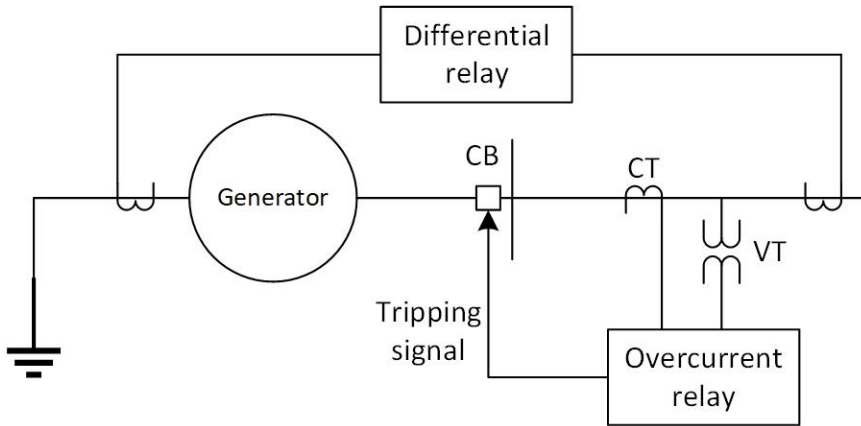 Differential
relay
CB
CT
Generator
VT
Tripping
signal
Overcurrent
relay